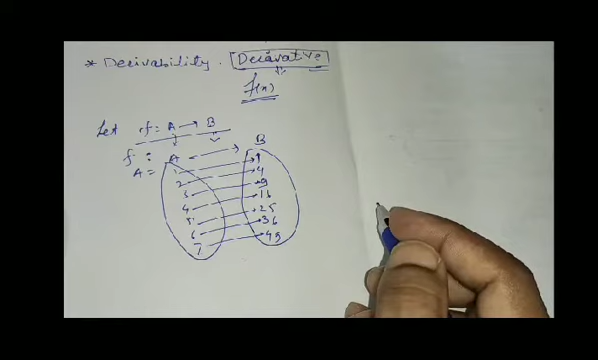 * Derivability. Derivative
f(x)
Let f: A → B
f: A → B
A = 1 1
2 4
3 9
4 16
5 25
6 36
7 49